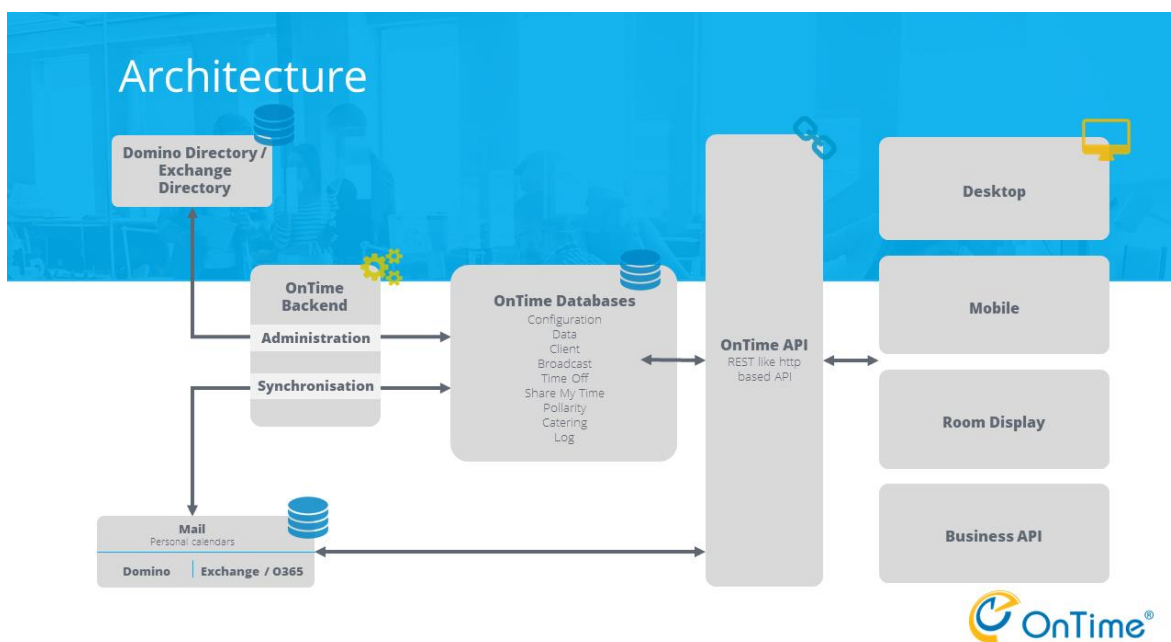 Architecture
Domino Directory /
Exchange
Directory
OnTime
Backend
Administration
Synchronisation
OnTime Databases
Configuration
Data
Client
Broadcast
Time Off
Share My Time
Pollarity
Catering
Log
Mail
Personal calendars
Domino
Exchange / O365
OnTime API
REST like http
based API
Desktop
Mobile
Room Display
Business API
OnTime®